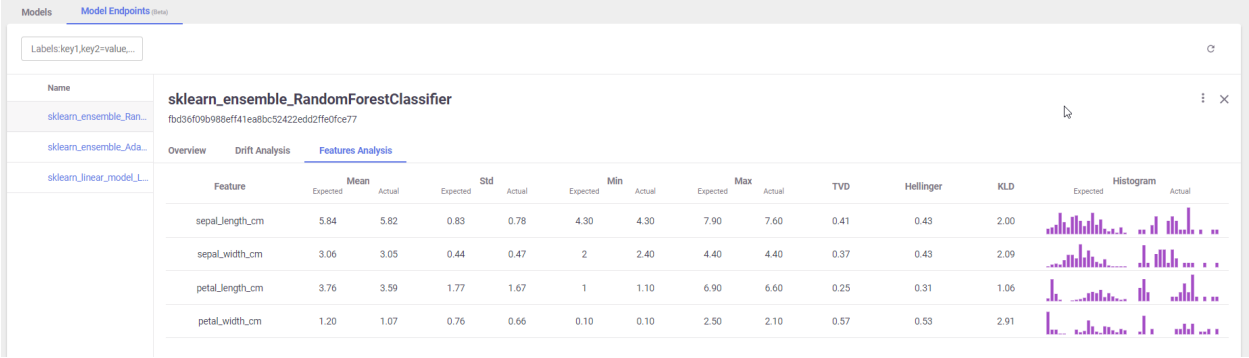 Models Model Endpoints (Beta)
Labels:key1,key2=value,...
Name
sklearn_ensemble_Ran...
sklearn_ensemble_Ada...
sklearn_linear_model_L...
sklearn_ensemble_RandomForestClassifier
fbd36f09b988eff41ea8bc52422edd2ffe0fce77
Overview Drift Analysis Features Analysis
Feature Mean Std Min Max TVD Hellinger KLD Histogram
Expected Actual Expected Actual Expected Actual Expected Actual Expected Actual
sepal_length_cm 5.84 5.82 0.83 0.78 4.30 4.30 7.90 7.60 0.41 0.43 2.00
sepal_width_cm 3.06 3.05 0.44 0.47 2 2.40 4.40 4.40 0.37 0.43 2.09
petal_length_cm 3.76 3.59 1.77 1.67 1 1.10 6.90 6.60 0.25 0.31 1.06
petal_width_cm 1.20 1.07 0.76 0.66 0.10 0.10 2.50 2.10 0.57 0.53 2.91